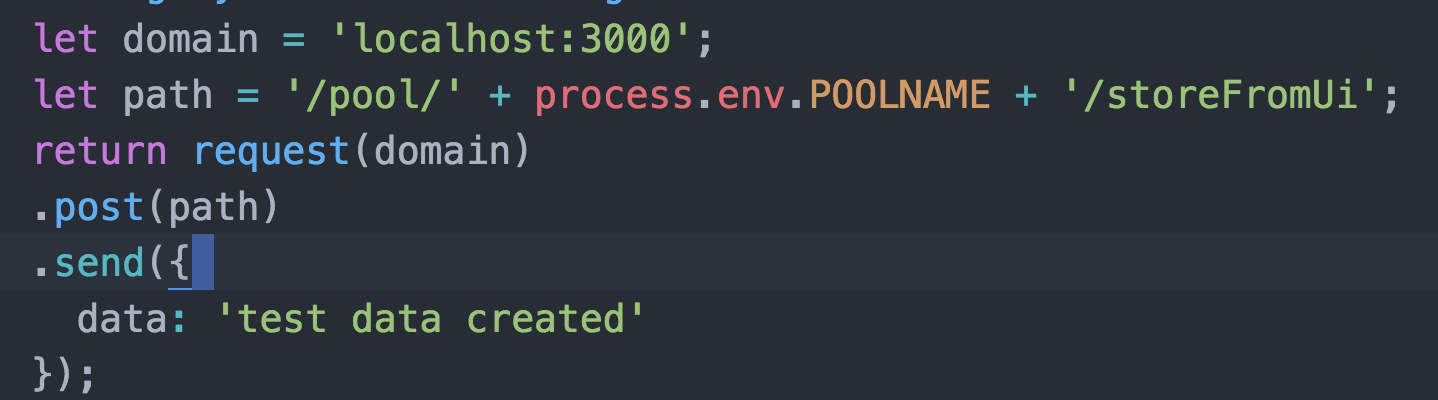 let domain = 'localhost:3000';
let path = '/pool/' + process.env.POOLNAME + '/storeFromUi';
return request(domain)
.post(path)
.send({
  data: 'test data created'
});